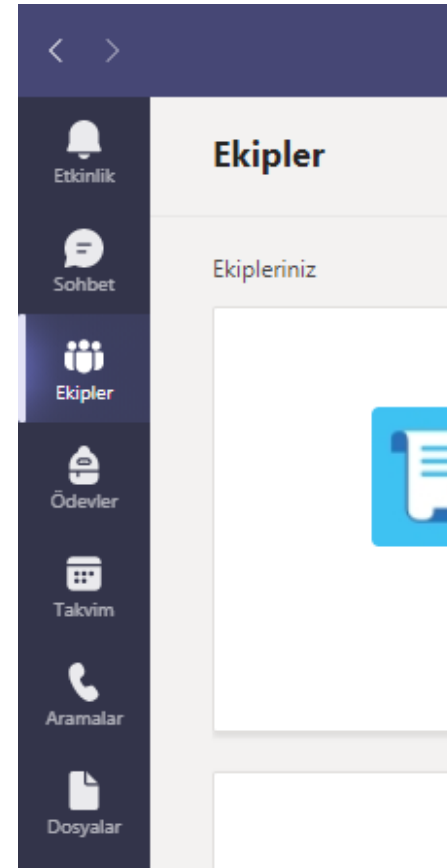 Etkinlik
Sohbet
Ekipler
Ödevler
Takvim
Aramalar
Dosyalar
Ekipler
Ekipleriniz